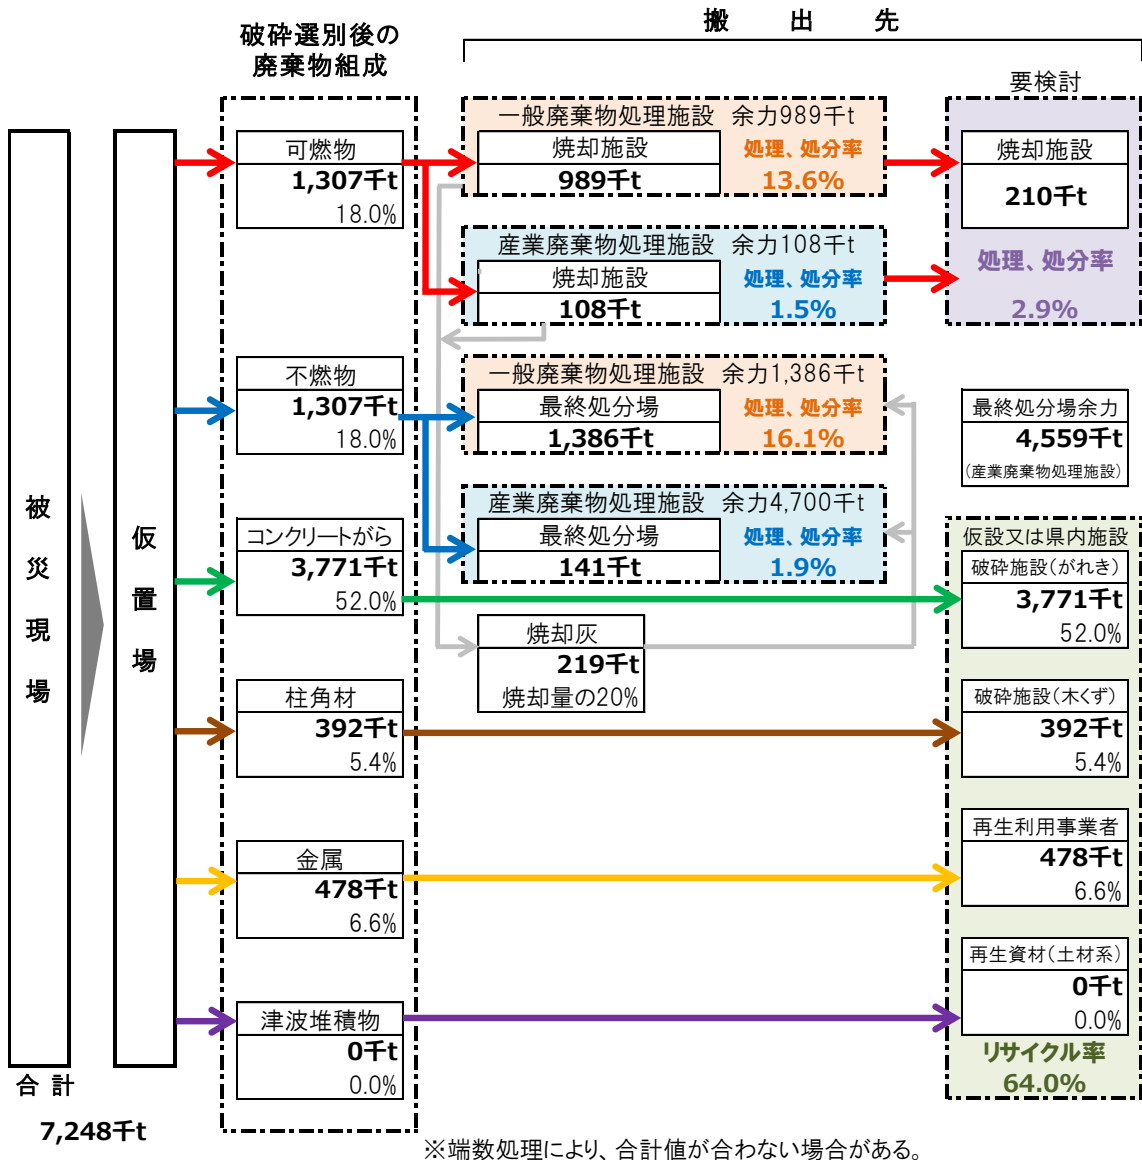 搬出先
破砕選別後の
廃棄物組成
要検討
被災現場
仮置場
可燃物
1,307千t
18.0%
一般廃棄物処理施設 余力989千t
焼却施設
989千t
処理、処分率
13.6%
焼却施設
210千t
処理、処分率
2.9%
産業廃棄物処理施設 余力108千t
焼却施設
108千t
処理、処分率
1.5%
不燃物
1,307千t
18.0%
一般廃棄物処理施設 余力1,386千t
最終処分場
1,386千t
処理、処分率
16.1%
最終処分場余力
4,559千t
(産業廃棄物処理施設)
産業廃棄物処理施設 余力4,700千t
最終処分場
141千t
処理、処分率
1.9%
コンクリートがら
3,771千t
52.0%
仮設又は県内施設
破砕施設(がれき)
3,771千t
52.0%
焼却灰
219千t
焼却量の20%
柱角材
392千t
5.4%
破砕施設(木くず)
392千t
5.4%
金属
478千t
6.6%
再生利用事業者
478千t
6.6%
津波堆積物
0千t
0.0%
再生資材(土材系)
0千t
0.0%
リサイクル率
64.0%
合計
7,248千t
※端数処理により、合計値が合わない場合がある。